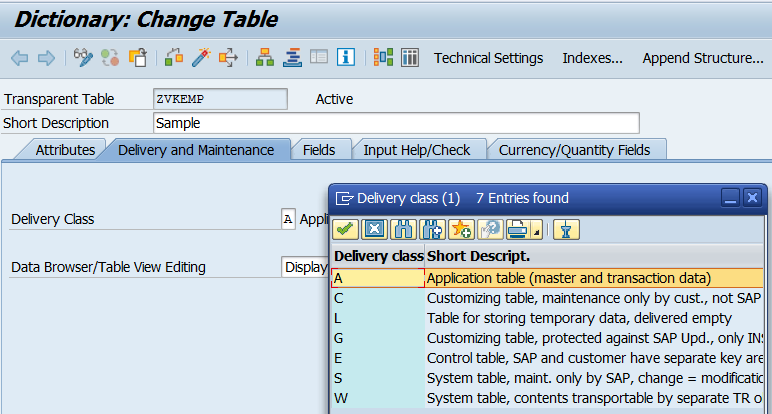 Dictionary: Change Table
Technical Settings Indexes... Append Structure...
Transparent Table ZVKEMP Active
Short Description Sample
Attributes Delivery and Maintenance Fields Input Help/Check Currency/Quantity Fields
Delivery class (1) 7 Entries found
Delivery Class A Appli
Data Browser/Table View Editing Display
Delivery class Short Descript.
A Application table (master and transaction data)
C Customizing table, maintenance only by cust., not SAP
L Table for storing temporary data, delivered empty
G Customizing table, protected against SAP Upd., only INS
E Control table, SAP and customer have separate key are
S System table, maint. only by SAP, change = modificatio
W System table, contents transportable by separate TR o